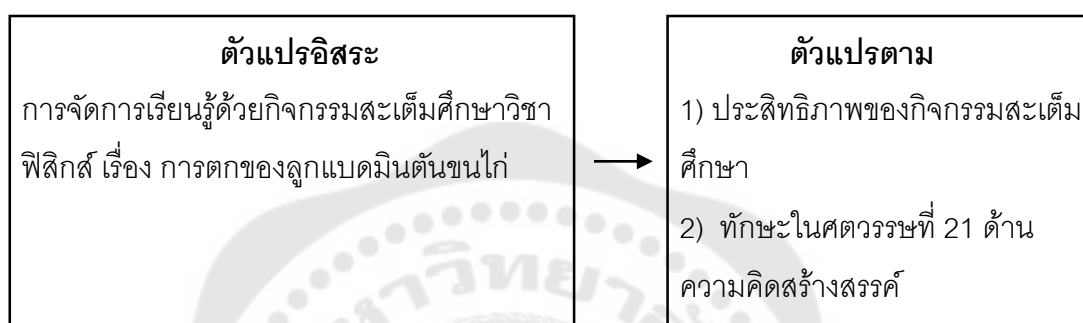 ตัวแปรอิสระ
การจัดการเรียนรู้ด้วยกิจกรรมสะเต็มศึกษาวิชา
ฟิสิกส์ เรื่อง การตกของลูกแบดมินตันขนไก่
ตัวแปรตาม
1) ประสิทธิภาพของกิจกรรมสะเต็ม
ศึกษา
2) ทักษะในศตวรรษที่ 21 ด้าน
ความคิดสร้างสรรค์